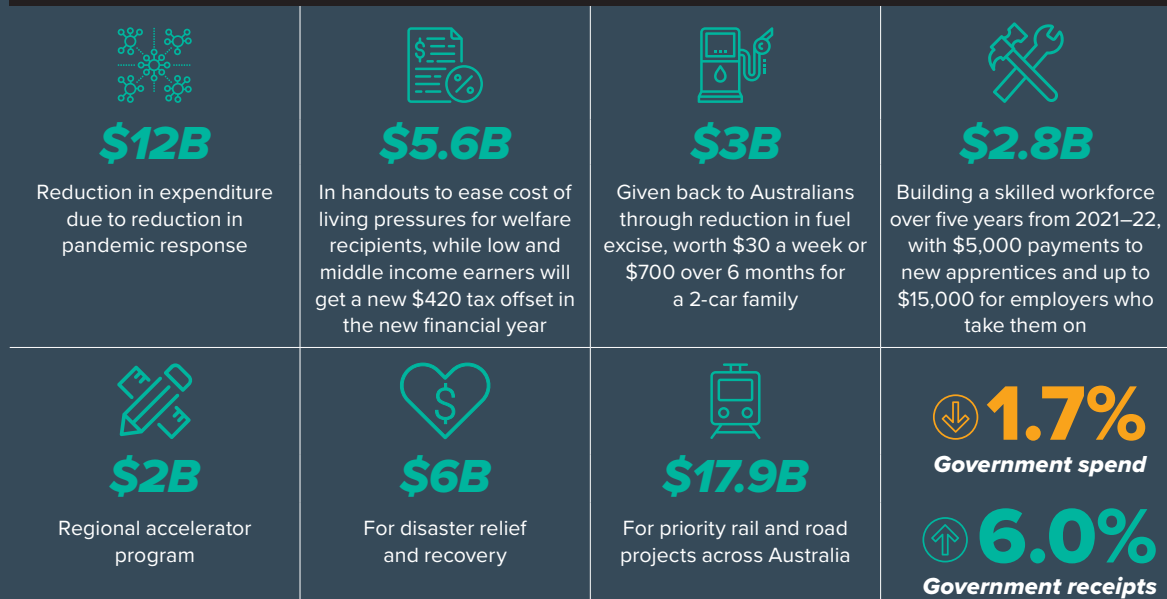 $12B
Reduction in expenditure
due to reduction in
pandemic response
$5.6B
In handouts to ease cost of
living pressures for welfare
recipients, while low and
middle income earners will
get a new $420 tax offset in
the new financial year
$3B
Given back to Australians
through reduction in fuel
excise, worth $30 a week or
$700 over 6 months for
a 2-car family
$2.8B
Building a skilled workforce
over five years from 2021–22,
with $5,000 payments to
new apprentices and up to
$15,000 for employers who
take them on
$2B
Regional accelerator
program
$6B
For disaster relief
and recovery
$17.9B
For priority rail and road
projects across Australia
1.7%
Government spend
6.0%
Government receipts